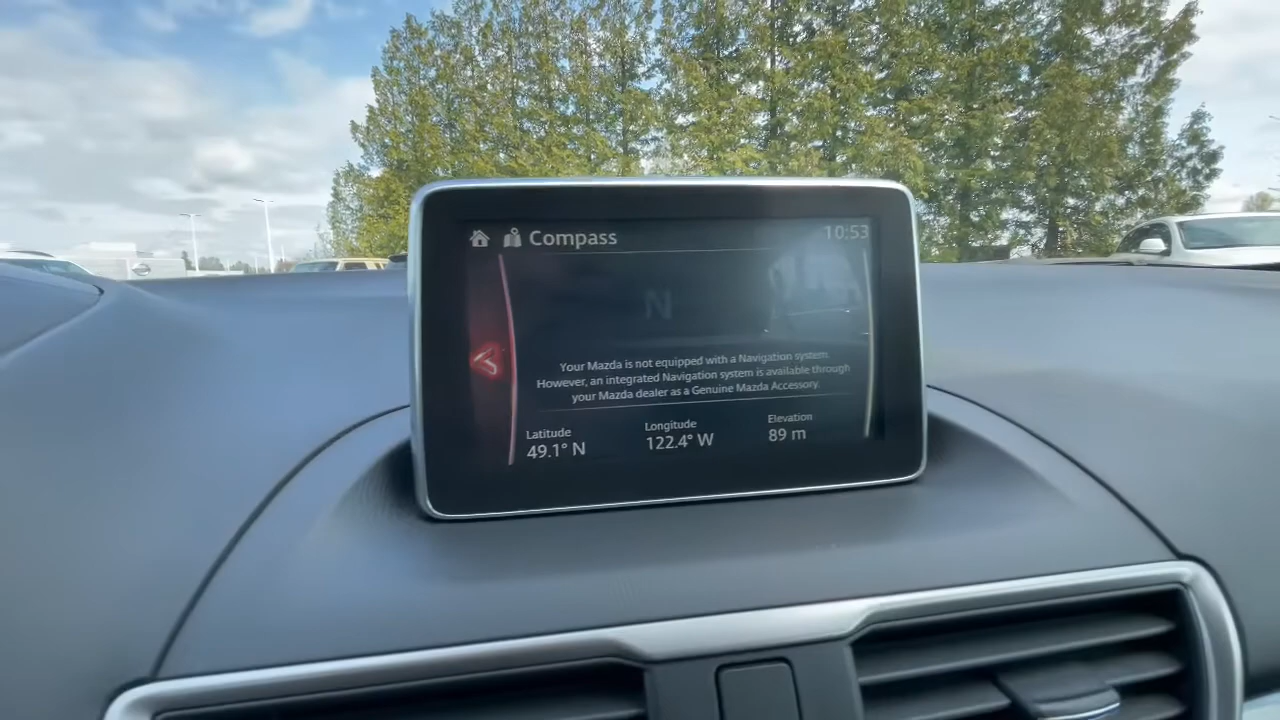 Compass
10:53
N
Your Mazda is not equipped with a Navigation system.
However, an integrated Navigation system is available through
your Mazda dealer as a Genuine Mazda Accessory.
Latitude
49.1° N
Longitude
122.4° W
Elevation
89 m